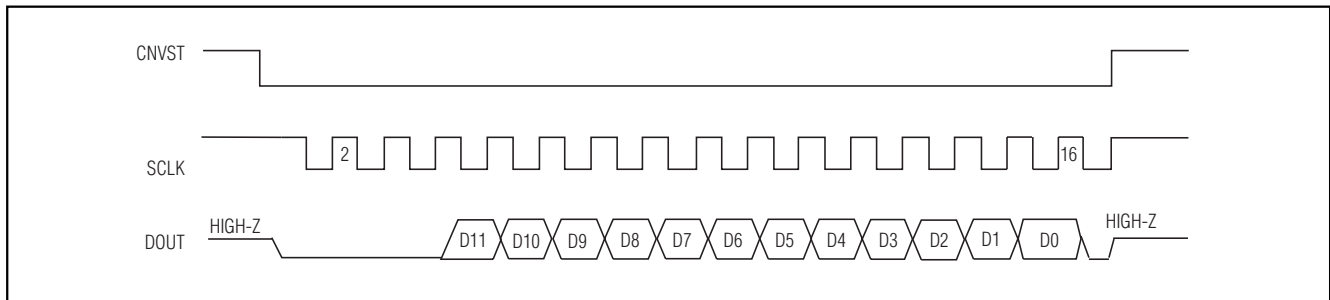 CNVST
SCLK
2
16
DOUT
HIGH-Z
D11
D10
D9
D8
D7
D6
D5
D4
D3
D2
D1
D0
HIGH-Z